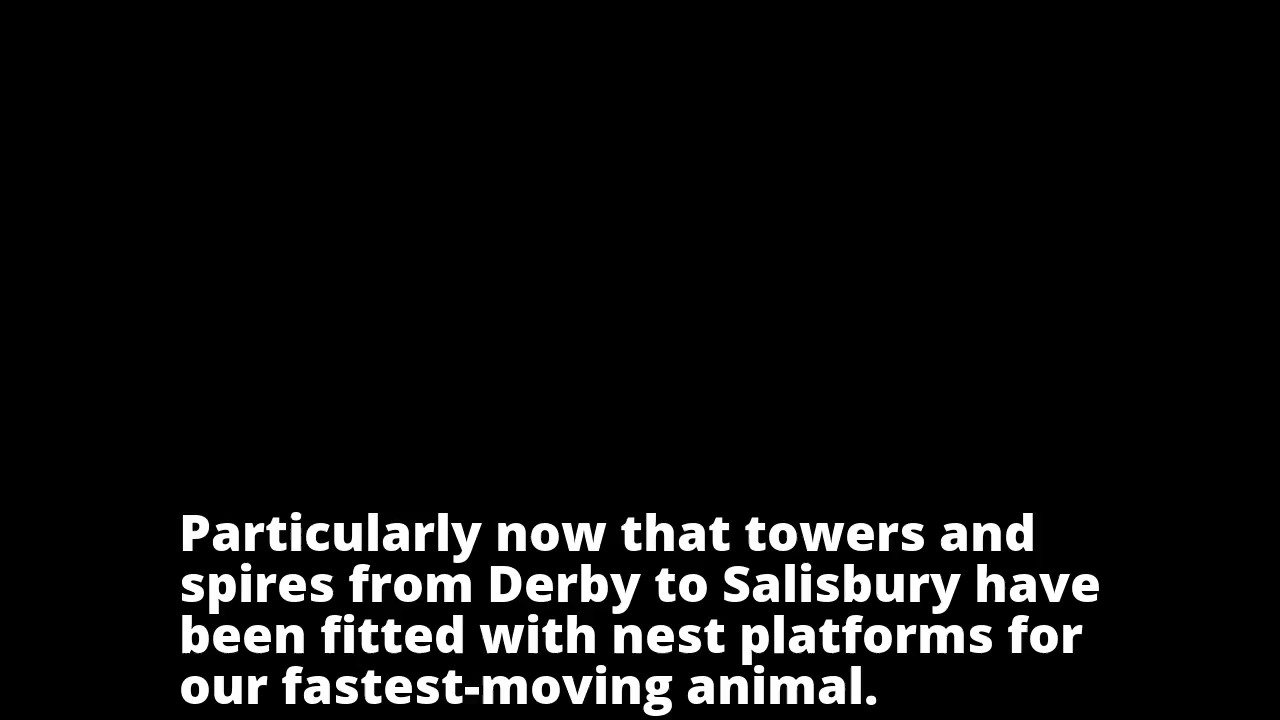 Particularly now that towers and
spires from Derby to Salisbury have
been fitted with nest platforms for
our fastest-moving animal.